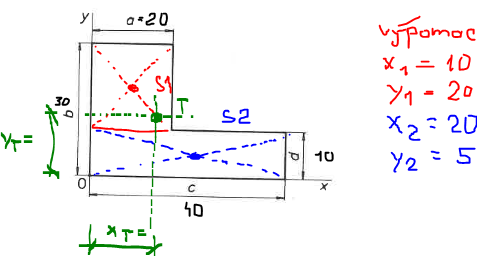 y
a=20
výpomoc
x1 = 10
y1 = 20
x2 = 20
y2 = 5
S1
T
S2
30
b
yT=
d
10
0
c
x
40
xT=